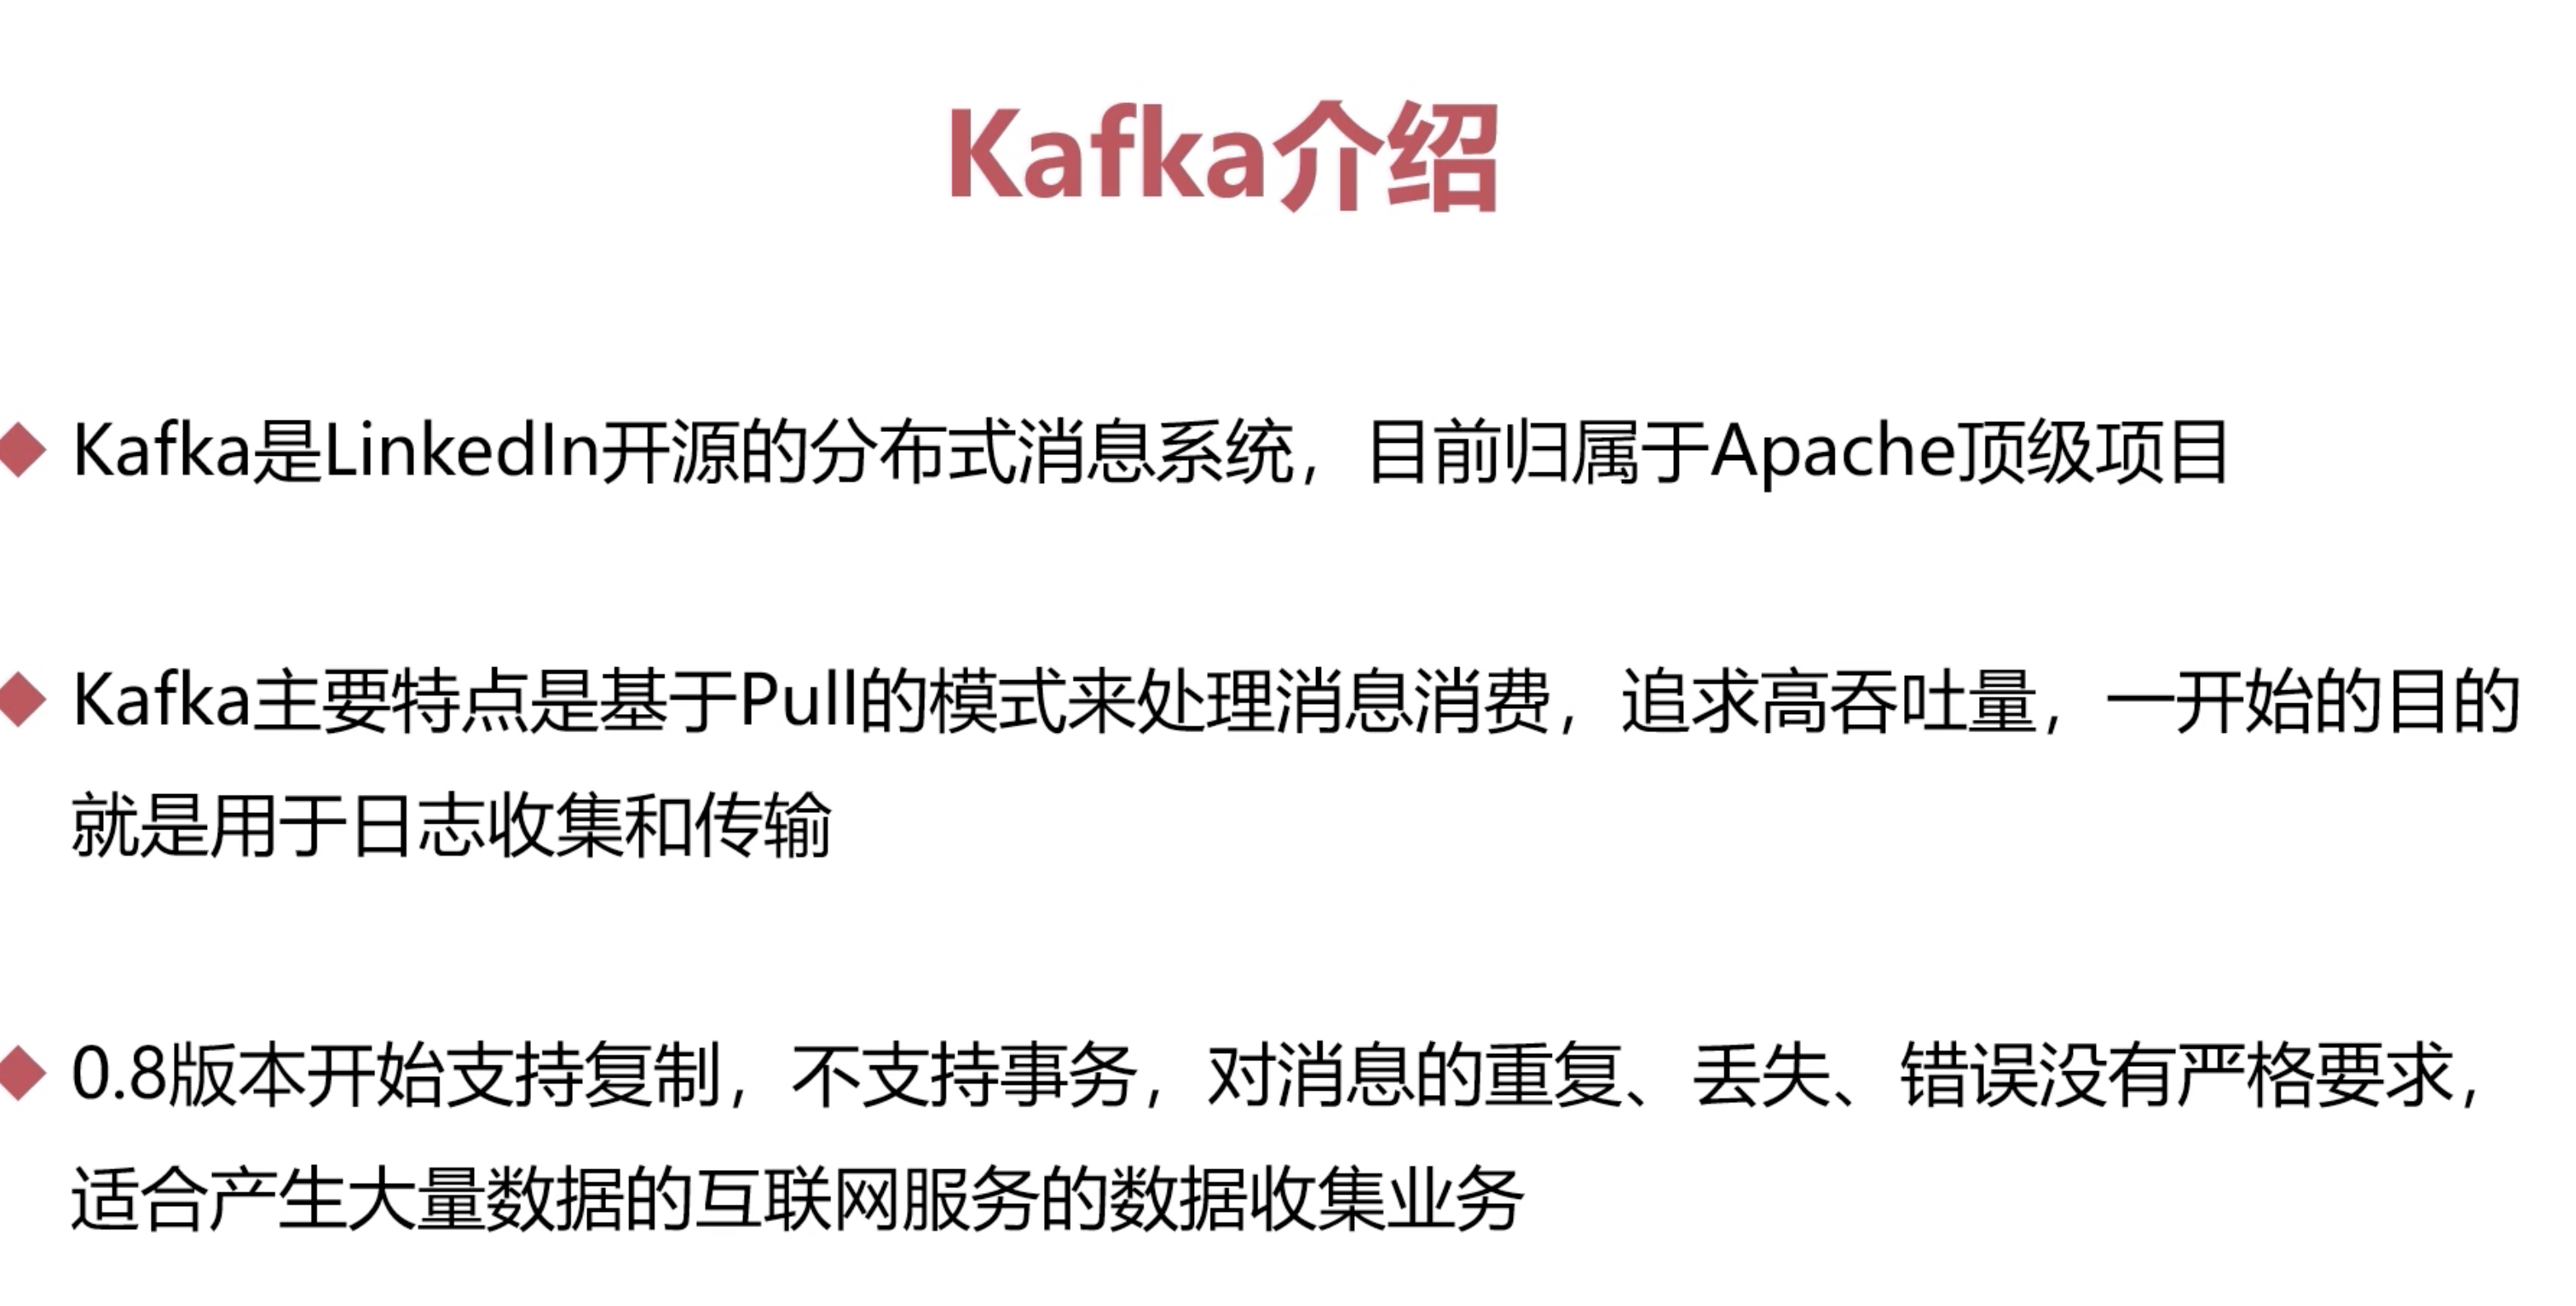 Kafka介绍
Kafka是LinkedIn开源的分布式消息系统，目前归属于Apache顶级项目
Kafka主要特点是基于Pull的模式来处理消息消费，追求高吞吐量，一开始的目的
就是用于日志收集和传输
0.8版本开始支持复制，不支持事务，对消息的重复、丢失、错误没有严格要求，
适合产生大量数据的互联网服务的数据收集业务